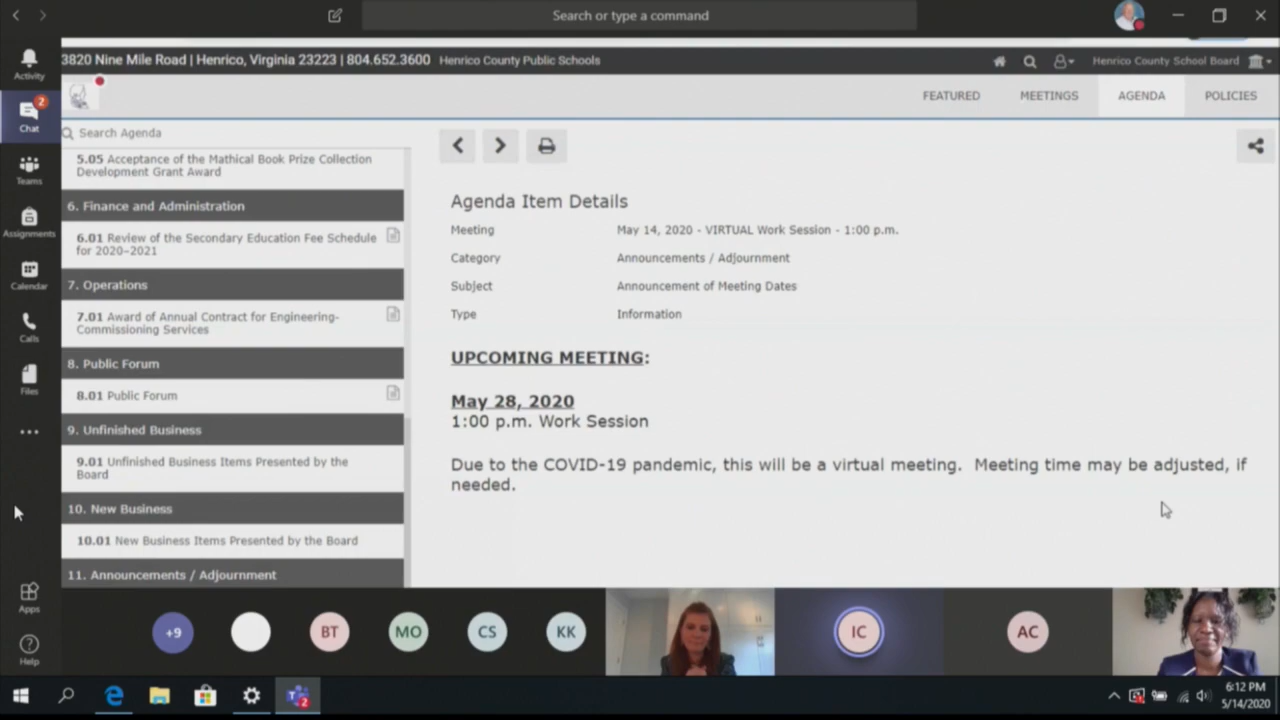 Search or type a command
3820 Nine Mile Road | Henrico, Virginia 23223 | 804.652.3600 Henrico County Public Schools
Henrico County School Board
FEATURED
MEETINGS
AGENDA
POLICIES
Activity
2
Chat
Teams
Assignments
Calendar
Calls
Files
Apps
Help
Search Agenda
5.05 Acceptance of the Mathical Book Prize Collection
Development Grant Award
6. Finance and Administration
6.01 Review of the Secondary Education Fee Schedule
for 2020–2021
7. Operations
7.01 Award of Annual Contract for Engineering-
Commissioning Services
8. Public Forum
8.01 Public Forum
9. Unfinished Business
9.01 Unfinished Business Items Presented by the
Board
10. New Business
10.01 New Business Items Presented by the Board
11. Announcements / Adjournment
Agenda Item Details
Meeting May 14, 2020 - VIRTUAL Work Session - 1:00 p.m.
Category Announcements / Adjournment
Subject Announcement of Meeting Dates
Type Information
UPCOMING MEETING:
May 28, 2020
1:00 p.m. Work Session
Due to the COVID-19 pandemic, this will be a virtual meeting. Meeting time may be adjusted, if
needed.
+9
BT
MO
CS
KK
IC
AC
2
6:12 PM
5/14/2020